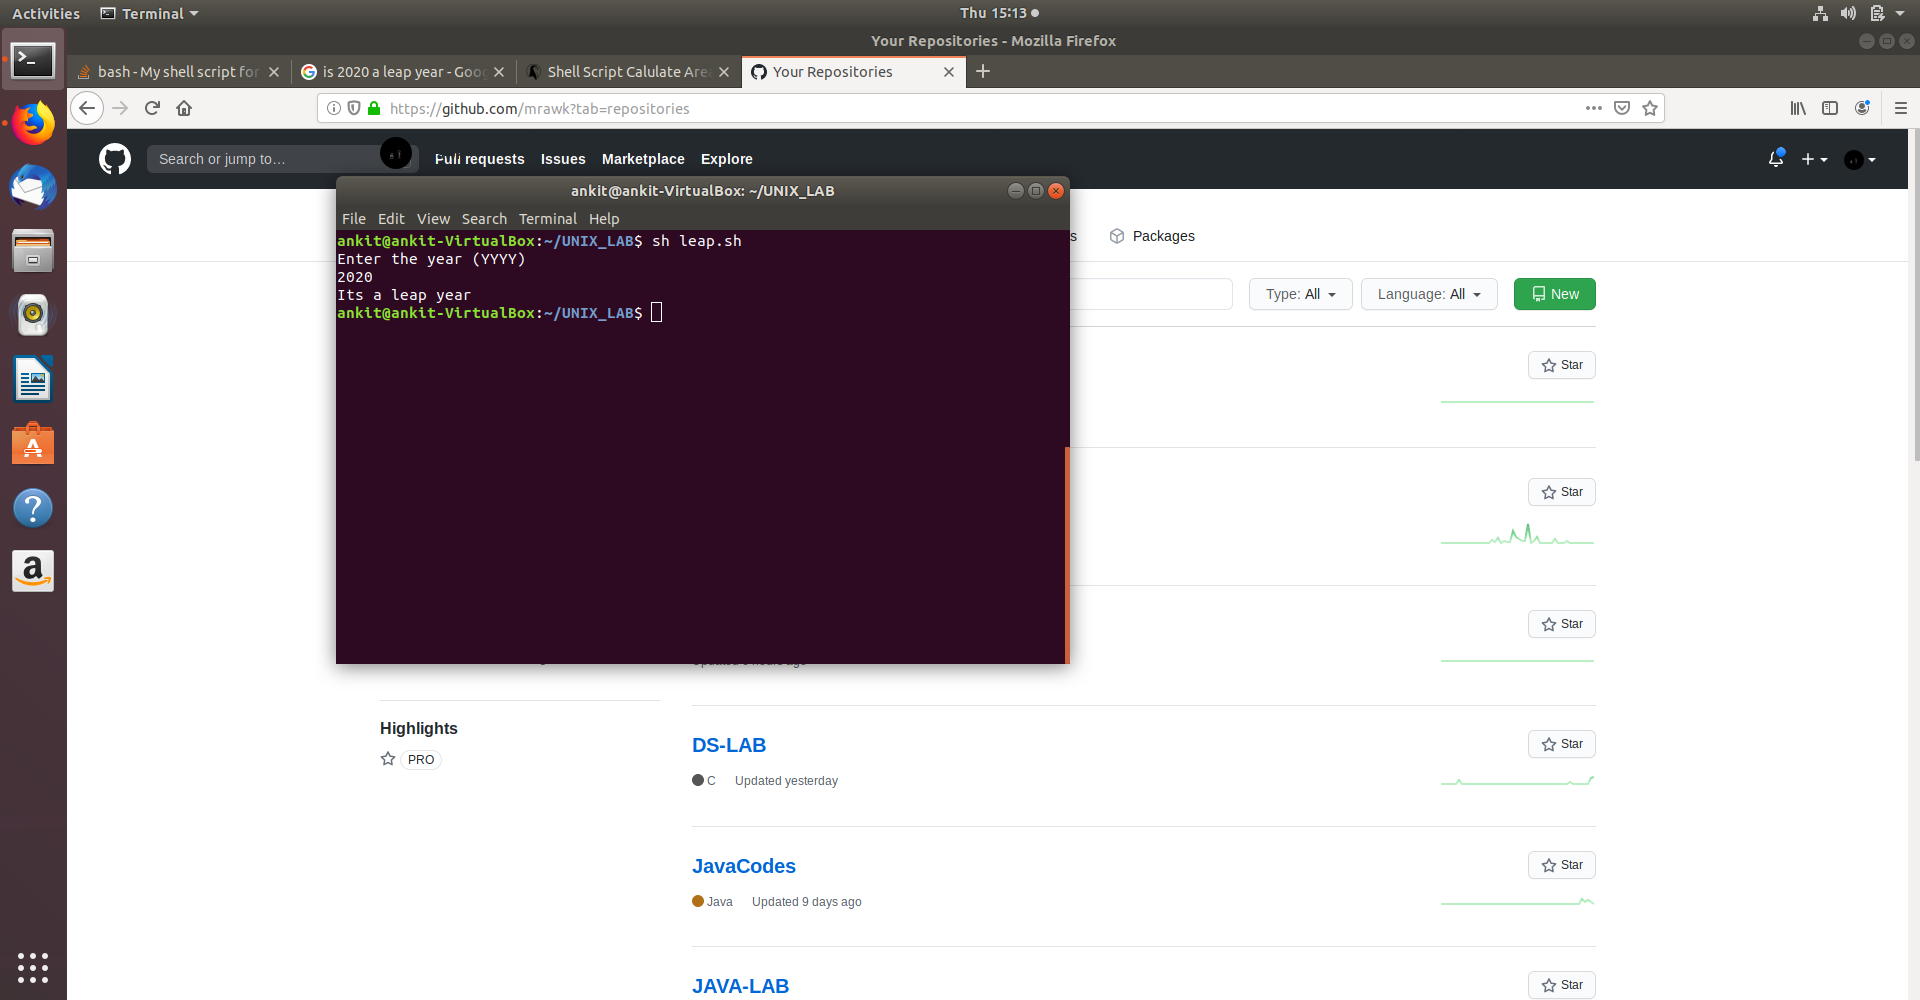 Activities
Terminal
Thu 15:13
Your Repositories - Mozilla Firefox
bash - My shell script for
is 2020 a leap year - Goog
Shell Script Calulate Area
Your Repositories
https://github.com/mrawk?tab=repositories
Search or jump to…
Pull requests
Issues
Marketplace
Explore
ankit@ankit-VirtualBox: ~/UNIX_LAB
File Edit View Search Terminal Help
ankit@ankit-VirtualBox:~/UNIX_LAB$ sh leap.sh
Enter the year (YYYY)
2020
Its a leap year
ankit@ankit-VirtualBox:~/UNIX_LAB$
s
Packages
Type: All
Language: All
New
Star
Star
Star
Highlights
PRO
DS-LAB
Star
C Updated yesterday
JavaCodes
Star
Java Updated 9 days ago
JAVA-LAB
Star